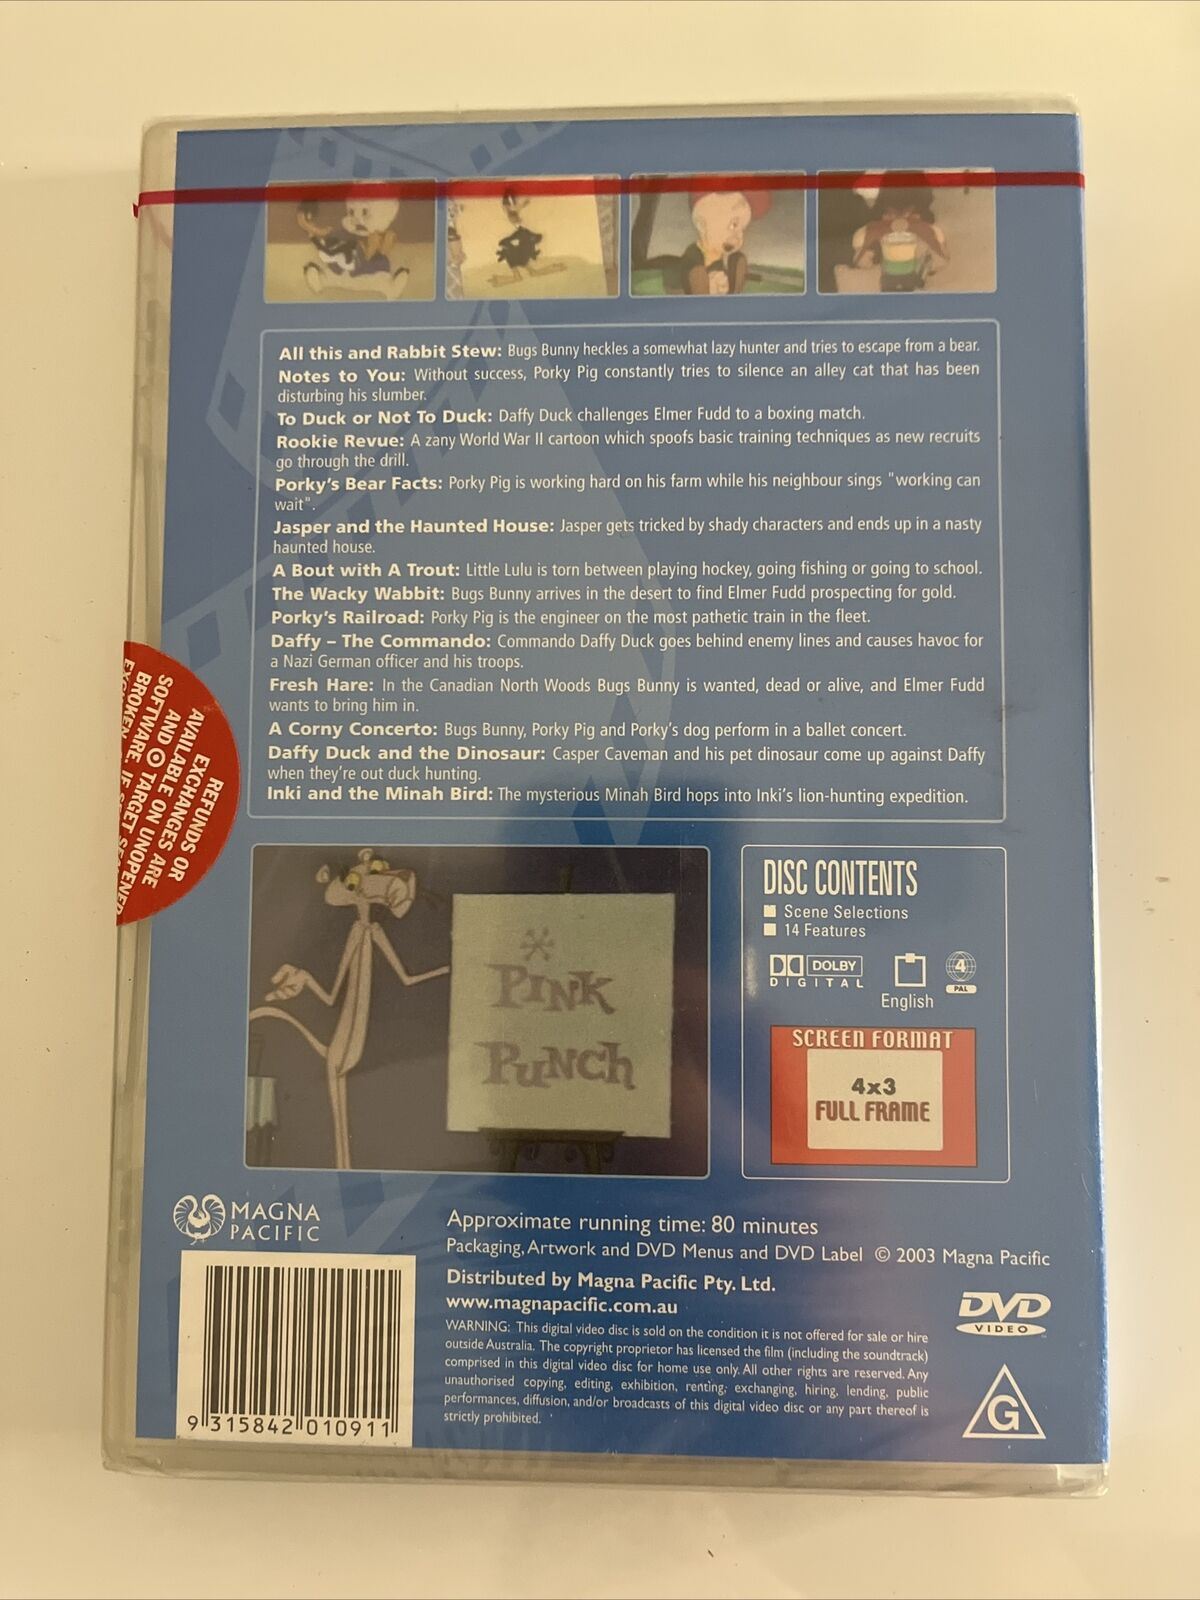 All this and Rabbit Stew: Bugs Bunny heckles a somewhat lazy hunter and tries to escape from a bear.
Notes to You: Without success, Porky Pig constantly tries to silence an alley cat that has been
disturbing his slumber.
To Duck or Not To Duck: Daffy Duck challenges Elmer Fudd to a boxing match.
Rookie Revue: A zany World War II cartoon which spoofs basic training techniques as new recruits
go through the drill.
Porky's Bear Facts: Porky Pig is working hard on his farm while his neighbour sings "working can
wait".
Jasper and the Haunted House: Jasper gets tricked by shady characters and ends up in a nasty
haunted house.
A Bout with A Trout: Little Lulu is torn between playing hockey, going fishing or going to school.
The Wacky Wabbit: Bugs Bunny arrives in the desert to find Elmer Fudd prospecting for gold.
Porky's Railroad: Porky Pig is the engineer on the most pathetic train in the fleet.
Daffy – The Commando: Commando Daffy Duck goes behind enemy lines and causes havoc for
a Nazi German officer and his troops.
Fresh Hare: In the Canadian North Woods Bugs Bunny is wanted, dead or alive, and Elmer Fudd
wants to bring him in.
A Corny Concerto: Bugs Bunny, Porky Pig and Porky's dog perform in a ballet concert.
Daffy Duck and the Dinosaur: Casper Caveman and his pet dinosaur come up against Daffy
when they're out duck hunting.
Inki and the Minah Bird: The mysterious Minah Bird hops into Inki's lion-hunting expedition.
REFUNDS OR
EXCHANGES ARE
AVAILABLE ON UNOPENED
AND TARGET
SOFTWARE. IF SEAL
BROKEN,
PINK
PUNCH
DISC CONTENTS
Scene Selections
14 Features
DOLBY
DIGITAL
English
4
PAL
SCREEN FORMAT
4x3
FULL FRAME
MAGNA
PACIFIC
Approximate running time: 80 minutes
Packaging, Artwork and DVD Menus and DVD Label © 2003 Magna Pacific
Distributed by Magna Pacific Pty. Ltd.
www.magnapacific.com.au
WARNING: This digital video disc is sold on the condition it is not offered for sale or hire
outside Australia. The copyright proprietor has licensed the film (including the soundtrack)
comprised in this digital video disc for home use only. All other rights are reserved. Any
unauthorised copying, editing, exhibition, renting, exchanging, hiring, lending, public
performances, diffusion, and/or broadcasts of this digital video disc or any part thereof is
strictly prohibited.
DVD
VIDEO
G
9 315842 010911